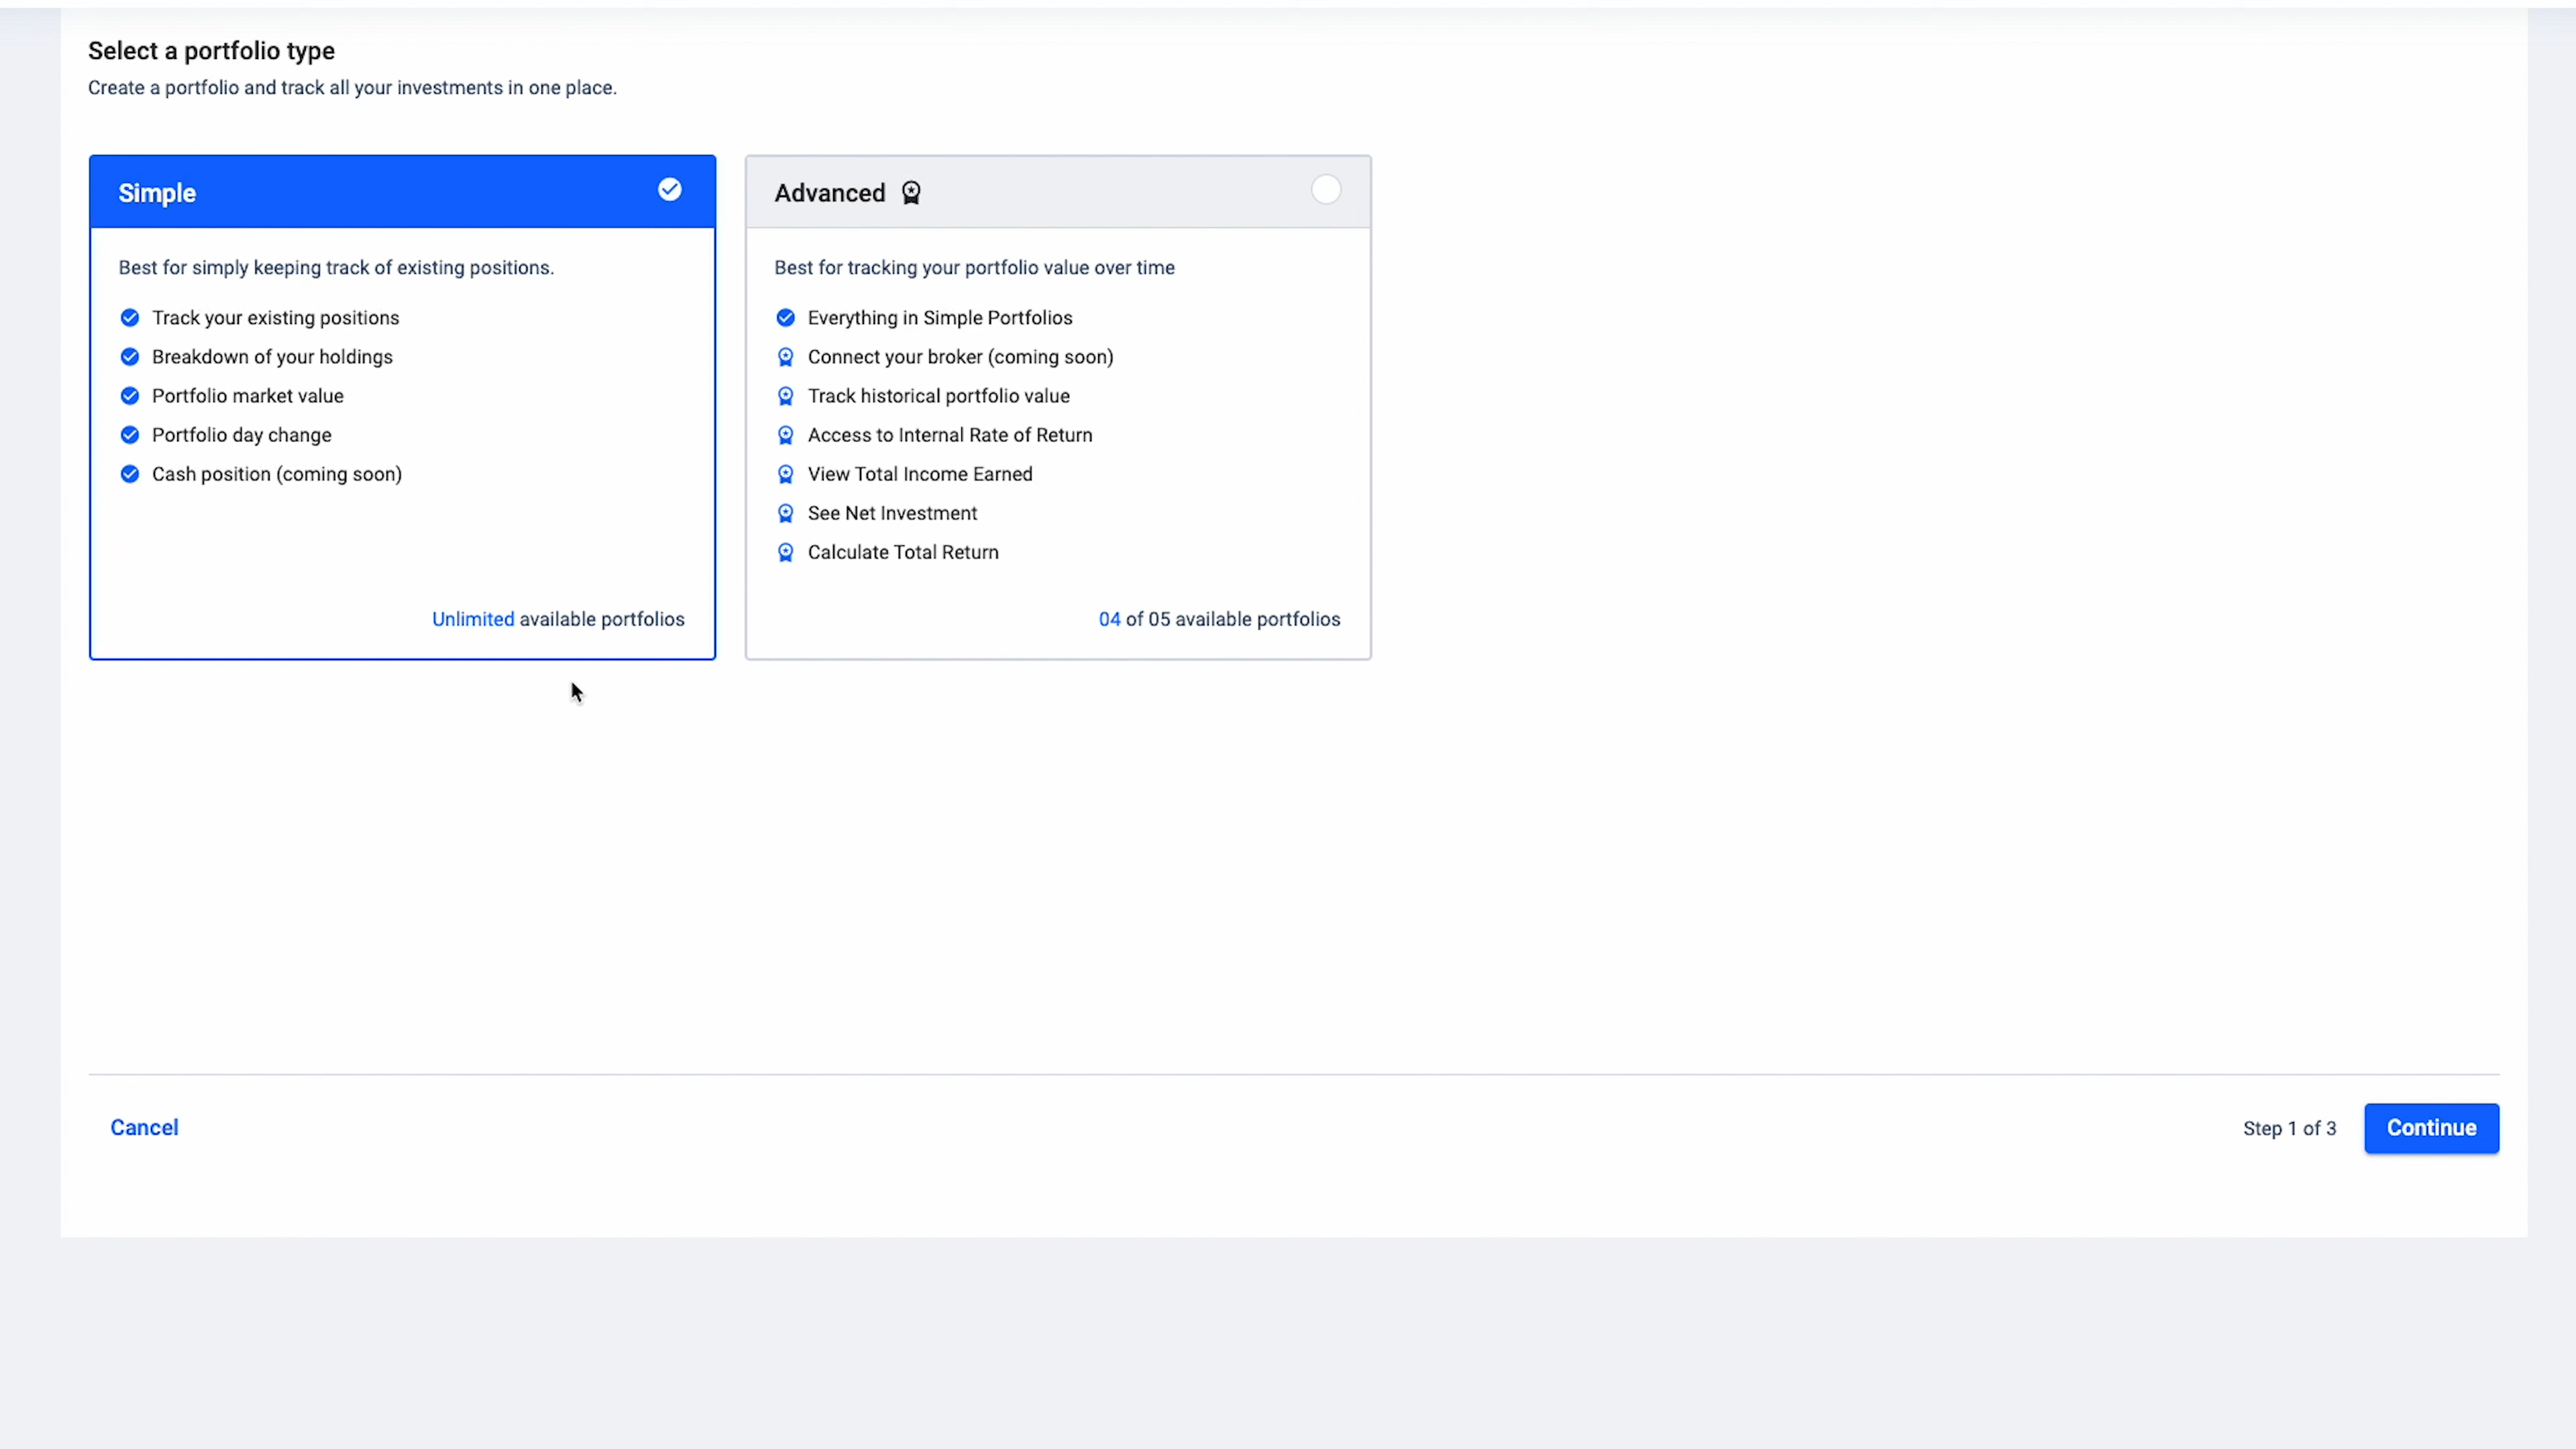 Select a portfolio type
Create a portfolio and track all your investments in one place.
Simple
Best for simply keeping track of existing positions.
Track your existing positions
Breakdown of your holdings
Portfolio market value
Portfolio day change
Cash position (coming soon)
Unlimited available portfolios
Advanced
Best for tracking your portfolio value over time
Everything in Simple Portfolios
Connect your broker (coming soon)
Track historical portfolio value
Access to Internal Rate of Return
View Total Income Earned
See Net Investment
Calculate Total Return
04 of 05 available portfolios
Cancel
Step 1 of 3
Continue